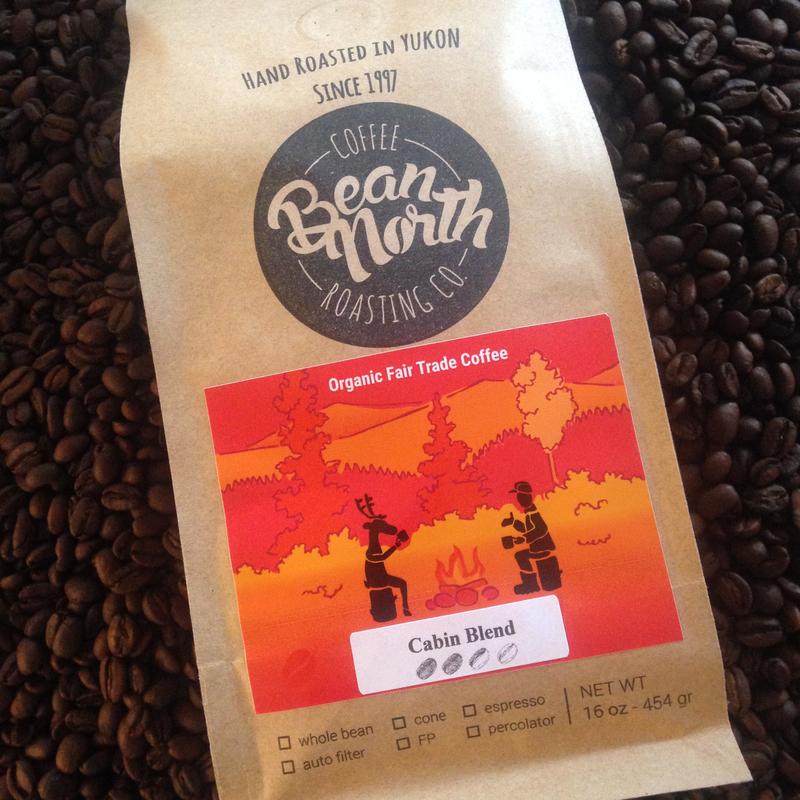 HAND ROASTED IN YUKON
SINCE 1997
COFFEE
Bean
North
ROASTING CO.
Organic Fair Trade Coffee
Cabin Blend
whole bean
cone
espresso
auto filter
FP
percolator
NET WT
16 oz - 454 gr